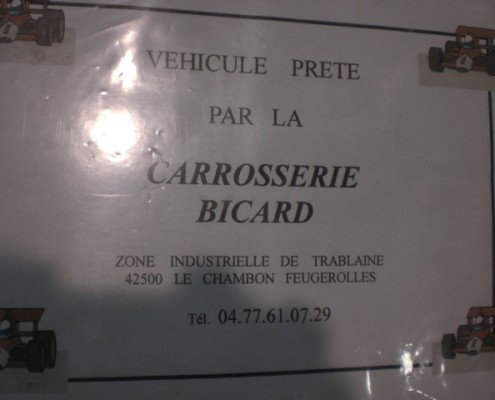 VEHICULE PRETE
PAR LA
CARROSSERIE
BICARD
ZONE INDUSTRIELLE DE TRABLAINE
42500 LE CHAMBON FEUGEROLLES
Tél. 04.77.61.07.29